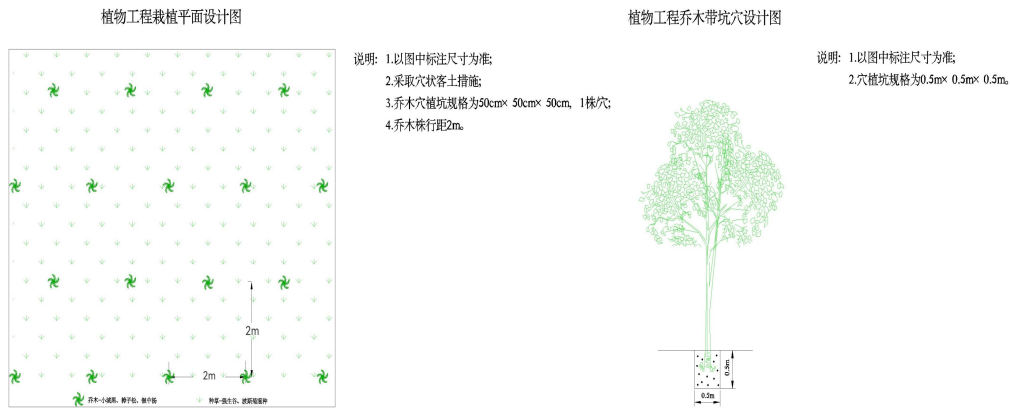 植物工程栽植平面设计图
植物工程乔木带坑穴设计图
说明: 1.以图中标注尺寸为准;
2.采取穴状客土措施;
3.乔木穴植坑规格为50cm× 50cm× 50cm, 1株/穴;
4.乔木株行距2m。
说明: 1.以图中标注尺寸为准;
2.穴植坑规格为0.5m× 0.5m× 0.5m。
2m
2m
0.5m
0.5m
乔木-小城黑、樟子松、银中杨